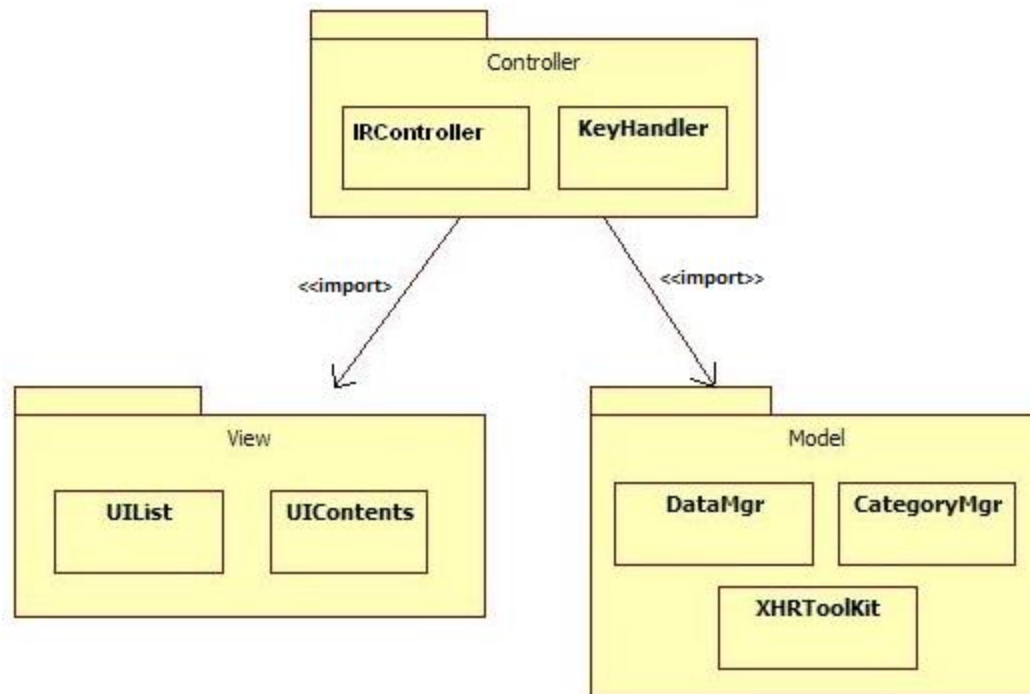 Controller
IRController
KeyHandler
<<import>
<<import>>
View
UIList
UIContents
Model
DataMgr
CategoryMgr
XHRToolKit